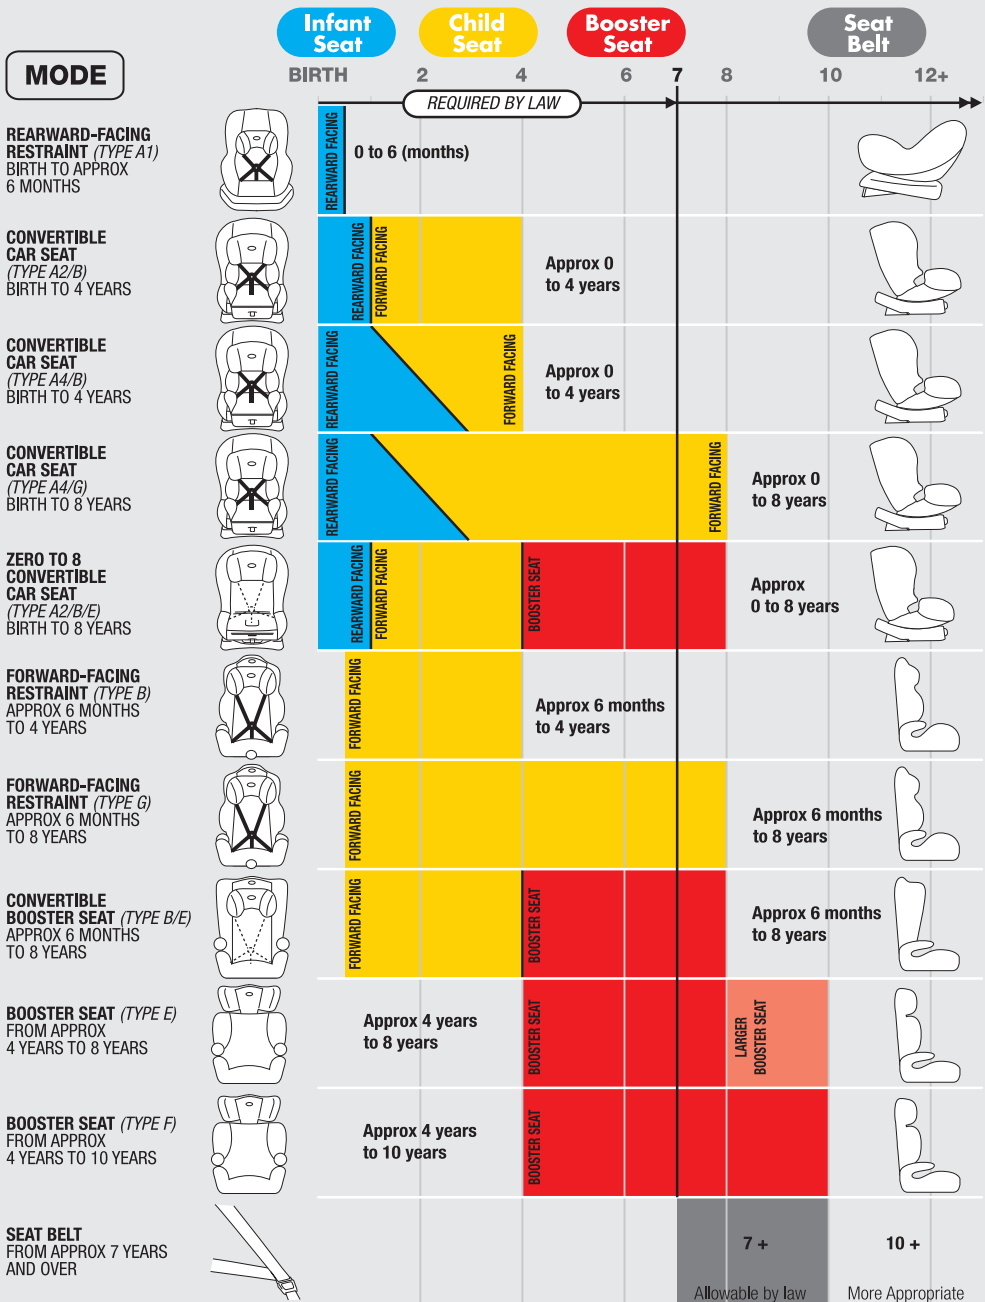 Infant
Seat
Child
Seat
Booster
Seat
Seat
Belt
MODE
BIRTH 2 4 6 7 8 10 12+
REQUIRED BY LAW
REARWARD-FACING
RESTRAINT (TYPE A1)
BIRTH TO APPROX
6 MONTHS
REARWARD FACING
0 to 6 (months)
CONVERTIBLE
CAR SEAT
(TYPE A2/B)
BIRTH TO 4 YEARS
REARWARD FACING
FORWARD FACING
Approx 0
to 4 years
CONVERTIBLE
CAR SEAT
(TYPE A4/B)
BIRTH TO 4 YEARS
REARWARD FACING
FORWARD FACING
Approx 0
to 4 years
CONVERTIBLE
CAR SEAT
(TYPE A4/G)
BIRTH TO 8 YEARS
REARWARD FACING
FORWARD FACING
Approx 0
to 8 years
ZERO TO 8
CONVERTIBLE
CAR SEAT
(TYPE A2/B/E)
BIRTH TO 8 YEARS
REARWARD FACING
FORWARD FACING
BOOSTER SEAT
Approx
0 to 8 years
FORWARD-FACING
RESTRAINT (TYPE B)
APPROX 6 MONTHS
TO 4 YEARS
FORWARD FACING
Approx 6 months
to 4 years
FORWARD-FACING
RESTRAINT (TYPE G)
APPROX 6 MONTHS
TO 8 YEARS
FORWARD FACING
Approx 6 months
to 8 years
CONVERTIBLE
BOOSTER SEAT (TYPE B/E)
APPROX 6 MONTHS
TO 8 YEARS
FORWARD FACING
BOOSTER SEAT
Approx 6 months
to 8 years
BOOSTER SEAT (TYPE E)
FROM APPROX
4 YEARS TO 8 YEARS
Approx 4 years
to 8 years
BOOSTER SEAT
LARGER
BOOSTER SEAT
BOOSTER SEAT (TYPE F)
FROM APPROX
4 YEARS TO 10 YEARS
Approx 4 years
to 10 years
BOOSTER SEAT
SEAT BELT
FROM APPROX 7 YEARS
AND OVER
7 +
10 +
Allowable by law
More Appropriate